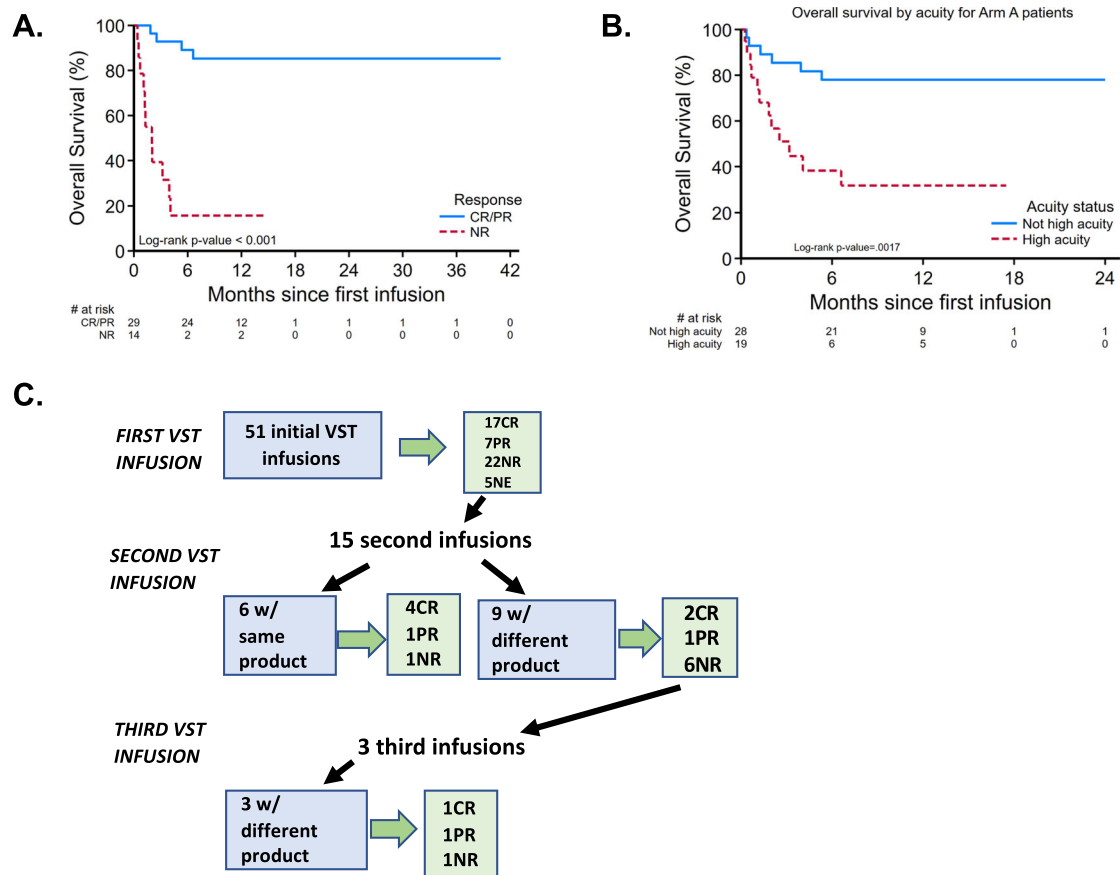 A.
Overall Survival (%)
100
80
60
40
20
0
Log-rank p-value < 0.001
Response
CR/PR
NR
0 6 12 18 24 30 36 42
Months since first infusion
# at risk
CR/PR 29 24 12 1 1 1 1 0
NR 14 2 2 0 0 0 0 0
B.
Overall survival by acuity for Arm A patients
Overall Survival (%)
100
80
60
40
20
0
Acuity status
Not high acuity
High acuity
Log-rank p-value=.0017
0 6 12 18 24
Months since first infusion
# at risk
Not high acuity 28 21 9 1 1
High acuity 19 6 5 0 0
C.
FIRST VST
INFUSION
51 initial VST
infusions
17CR
7PR
22NR
5NE
15 second infusions
SECOND VST
INFUSION
6 w/
same
product
4CR
1PR
1NR
9 w/
different
product
2CR
1PR
6NR
THIRD VST
INFUSION
3 third infusions
3 w/
different
product
1CR
1PR
1NR